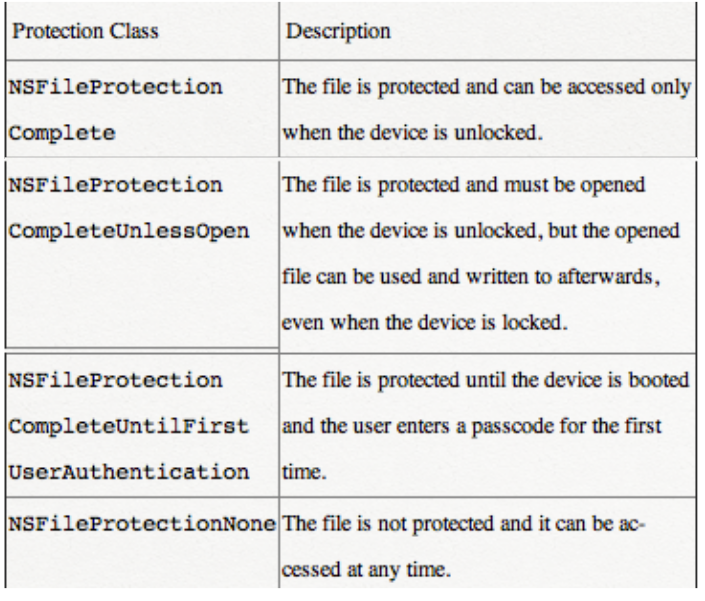 Protection Class Description
NSFileProtection The file is protected and can be accessed only
Complete when the device is unlocked.
NSFileProtection The file is protected and must be opened
CompleteUnlessOpen when the device is unlocked, but the opened
file can be used and written to afterwards,
even when the device is locked.
NSFileProtection The file is protected until the device is booted
CompleteUntilFirst and the user enters a passcode for the first
UserAuthentication time.
NSFileProtectionNone The file is not protected and it can be ac-
cessed at any time.